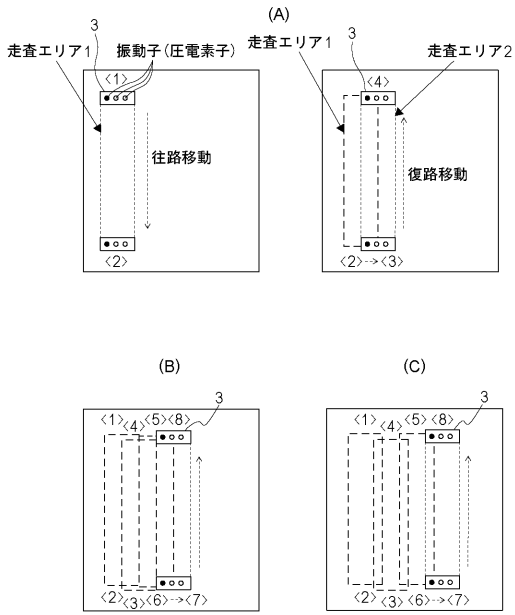 (A)
3
走査エリア1
振動子(圧電素子)
〈1〉
往路移動
〈2〉
走査エリア1
3
走査エリア2
〈4〉
復路移動
〈2〉→〈3〉
(B)
3
〈1〉〈4〉〈5〉〈8〉
〈2〉〈3〉〈6〉→〈7〉
(C)
3
〈1〉〈4〉〈5〉〈8〉
〈2〉〈3〉〈6〉→〈7〉